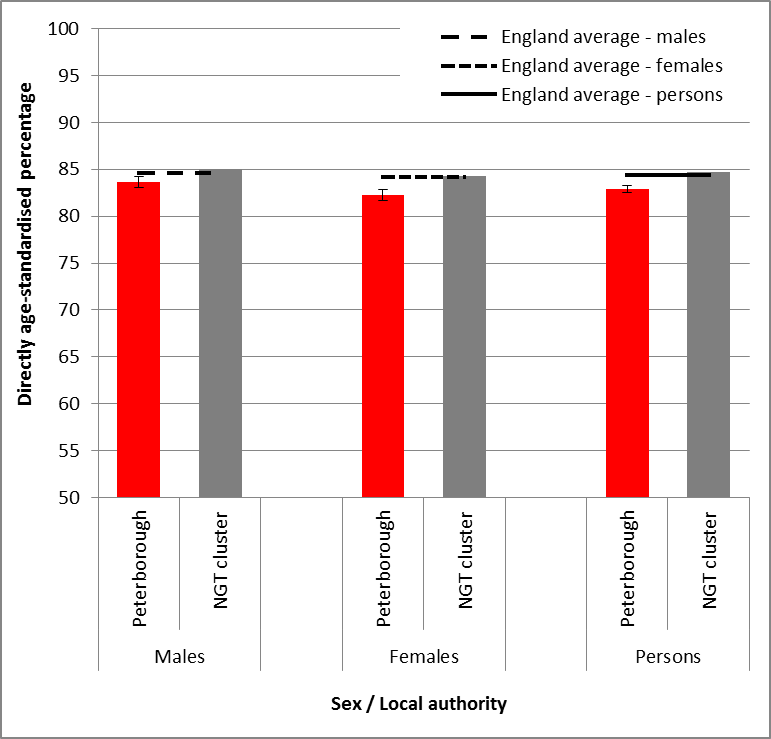 England average - males
England average - females
England average - persons
Directly age-standardised percentage
100
95
90
85
80
75
70
65
60
55
50
Peterborough
NGT cluster
Peterborough
NGT cluster
Peterborough
NGT cluster
Males
Females
Persons
Sex / Local authority